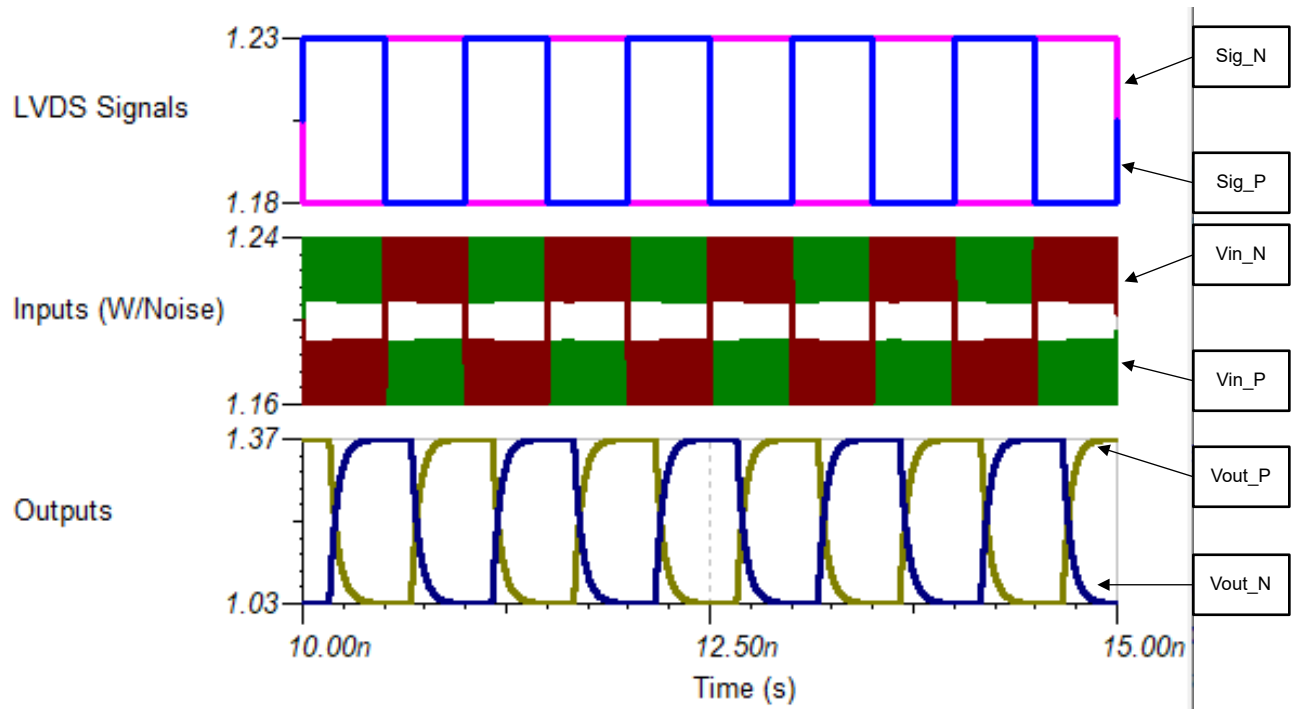 1.23
LVDS Signals
1.18
Sig_N
Sig_P
1.24
Inputs (W/Noise)
1.16
Vin_N
Vin_P
1.37
Outputs
1.03
Vout_P
Vout_N
10.00n 12.50n 15.00n
Time (s)